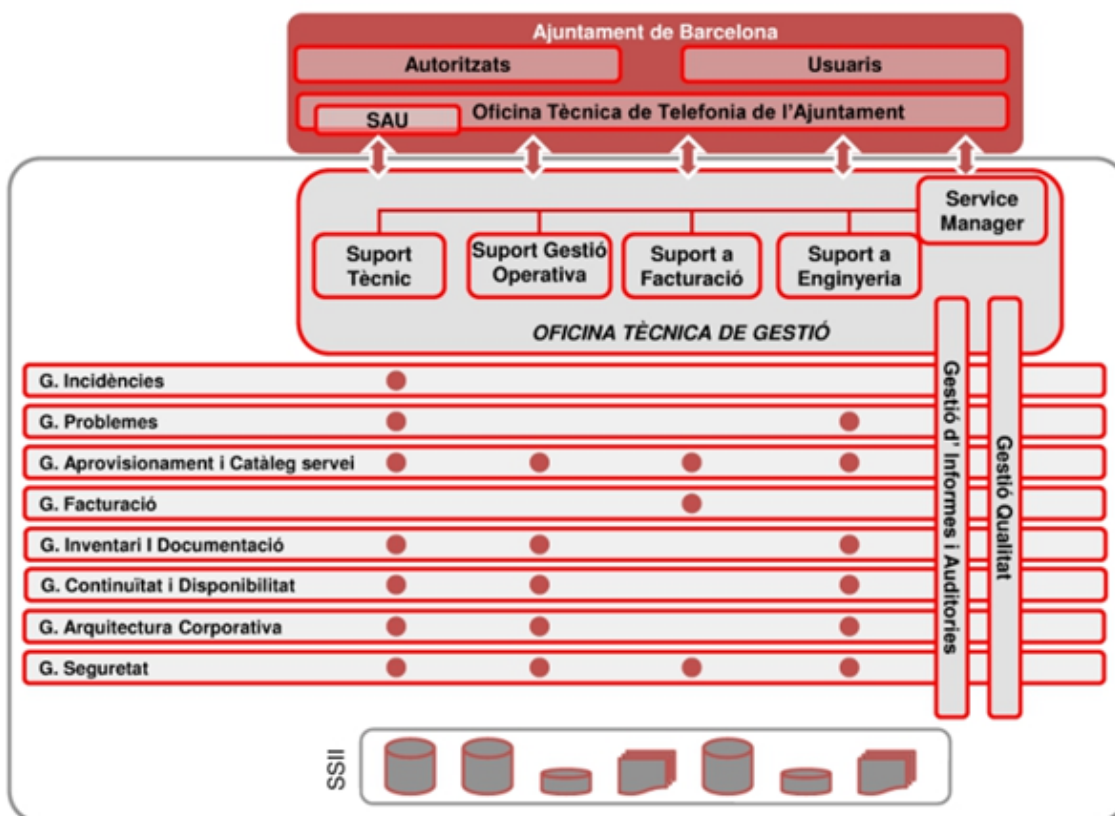 Ajuntament de Barcelona
Autoritzats
Usuaris
Oficina Tècnica de Telefonia de l'Ajuntament
SAU
Service
Manager
Suport
Tècnic
Suport Gestió
Operativa
Suport a
Facturació
Suport a
Enginyeria
OFICINA TÈCNICA DE GESTIÓ
G. Incidències
G. Problemes
G. Aprovisionament i Catàleg servei
G. Facturació
G. Inventari I Documentació
G. Continuïtat i Disponibilitat
G. Arquitectura Corporativa
G. Seguretat
Gestió d' Informes i Auditories
Gestió Qualitat
SSII